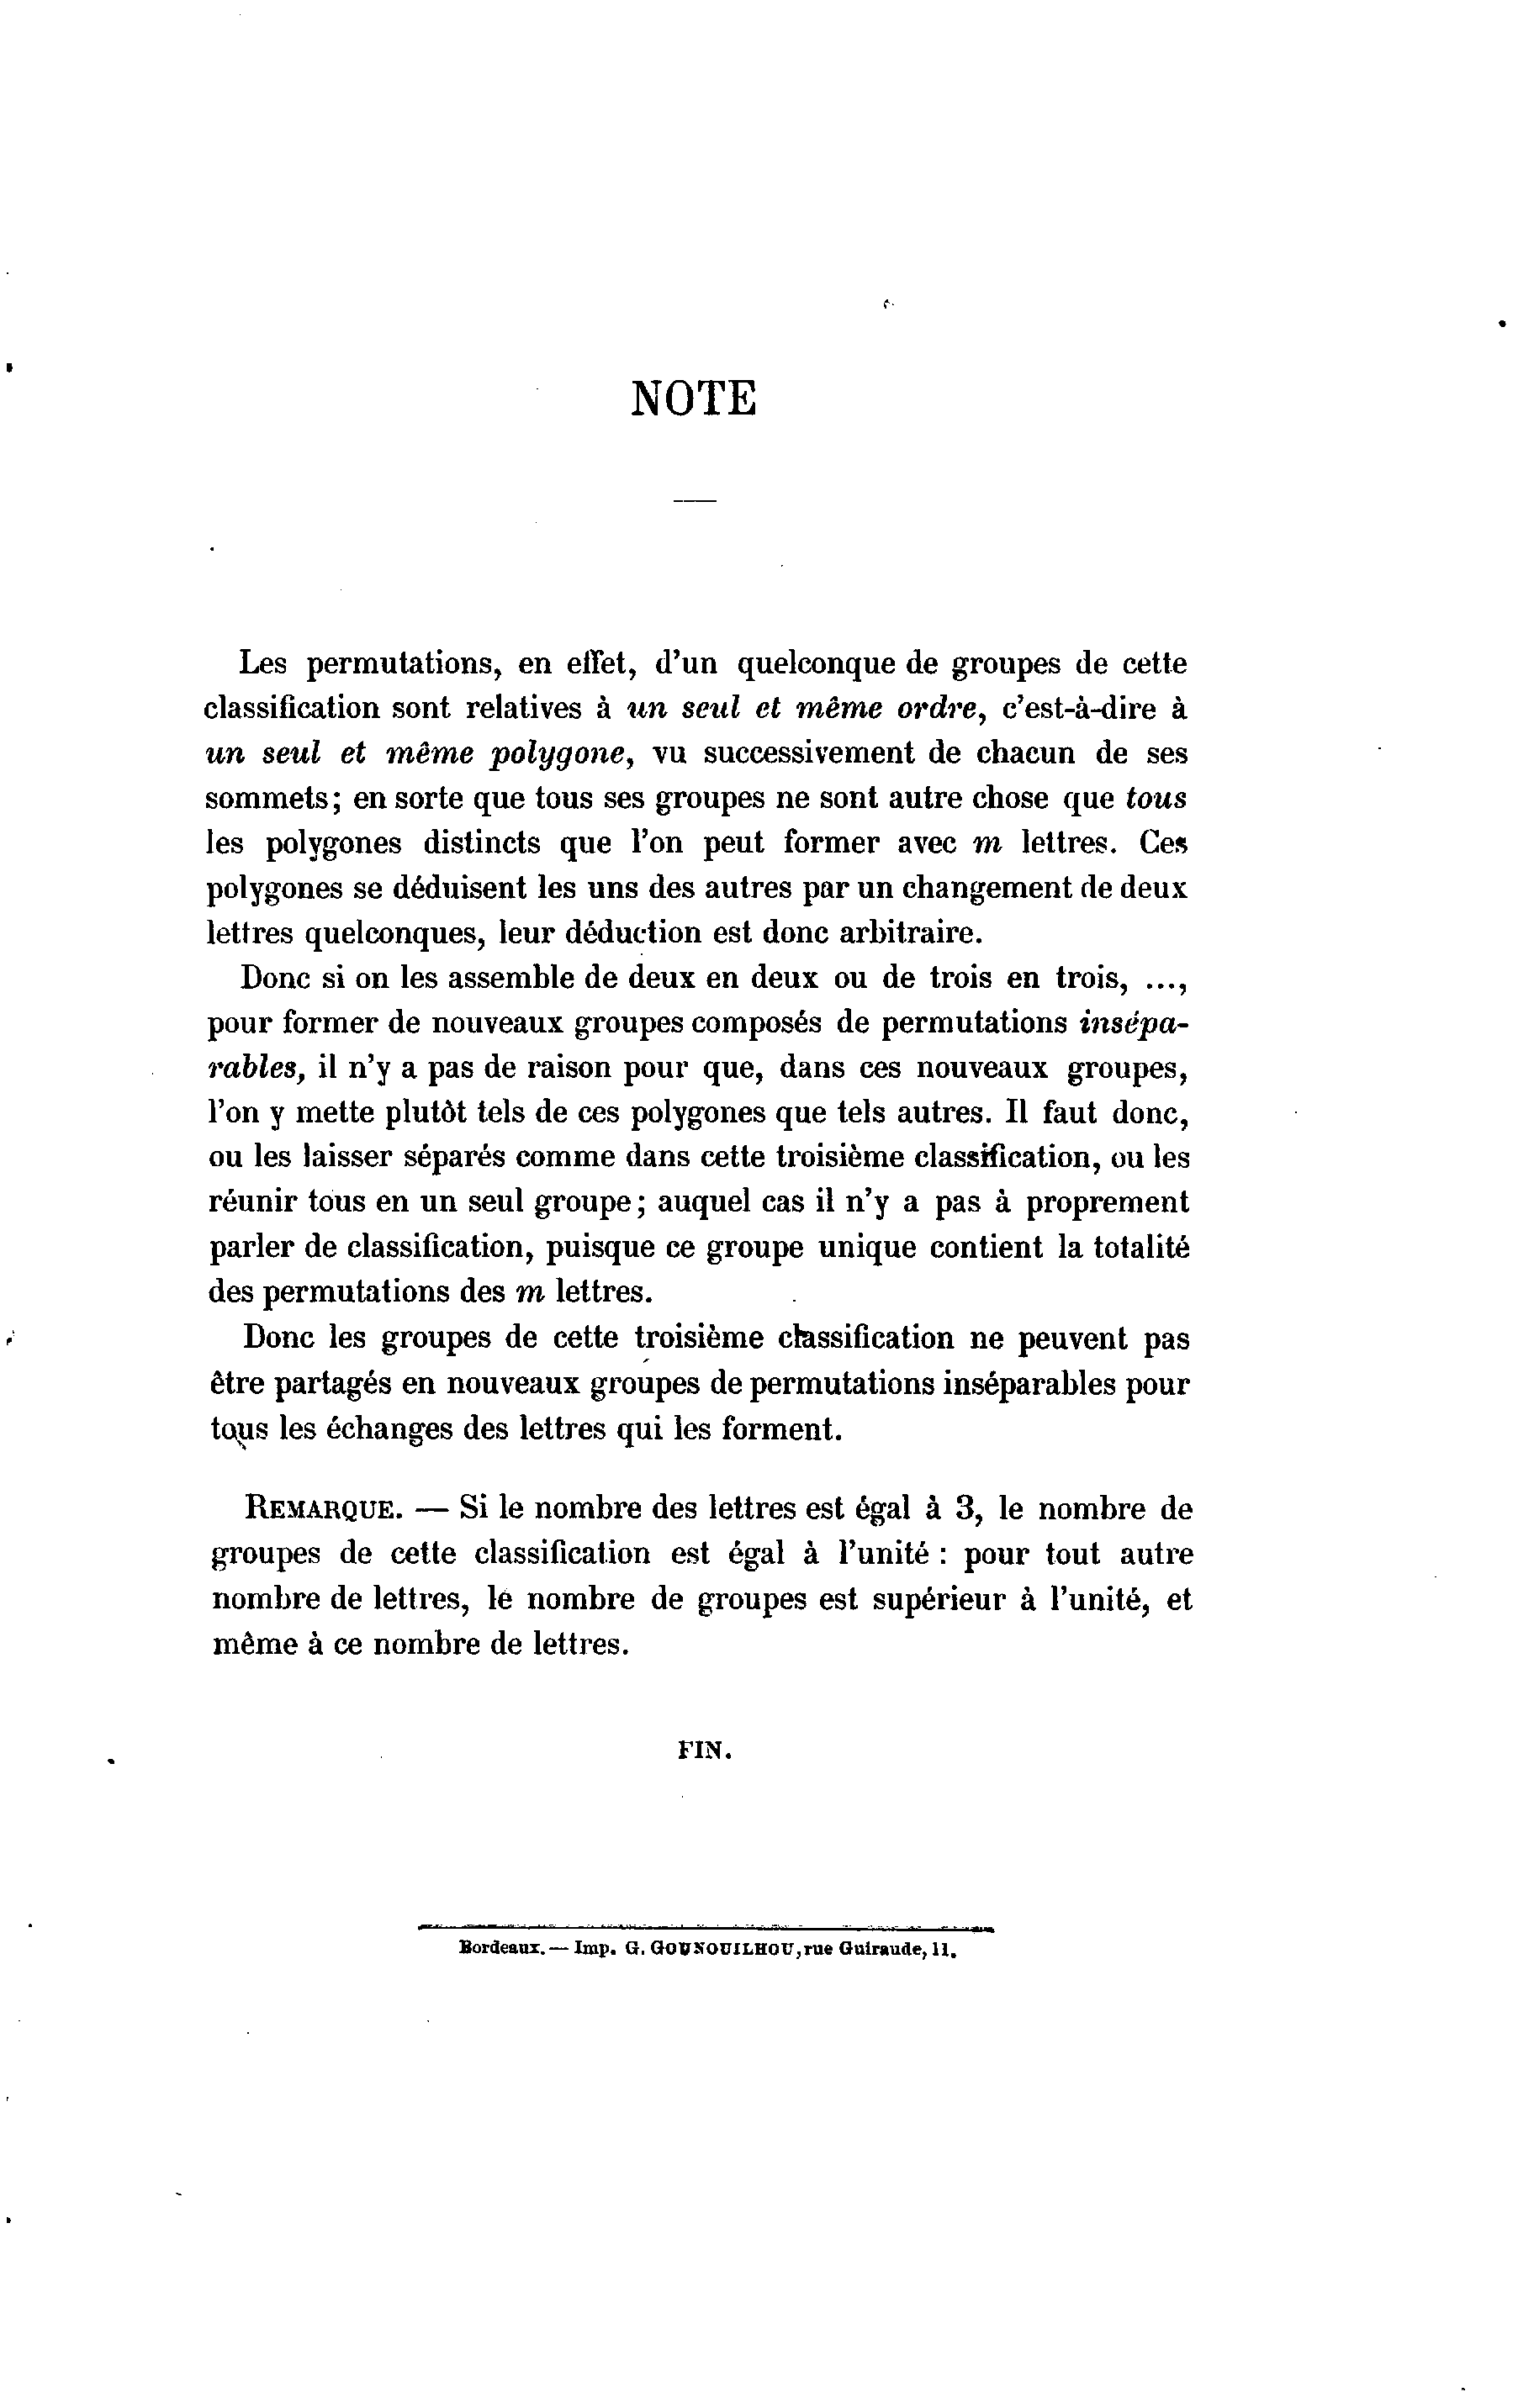 NOTE
Les permutations, en effet, d'un quelconque de groupes de cette
classification sont relatives à un seul et même ordre, c'est-à-dire à
un seul et même polygone, vu successivement de chacun de ses
sommets; en sorte que tous ses groupes ne sont autre chose que tous
les polygones distincts que l'on peut former avec m lettres. Ces
polygones se déduisent les uns des autres par un changement de deux
lettres quelconques, leur déduction est donc arbitraire.
Donc si on les assemble de deux en deux ou de trois en trois, ...,
pour former de nouveaux groupes composés de permutations insépa-
rables, il n'y a pas de raison pour que, dans ces nouveaux groupes,
l'on y mette plutôt tels de ces polygones que tels autres. Il faut donc,
ou les laisser séparés comme dans cette troisième classification, ou les
réunir tous en un seul groupe; auquel cas il n'y a pas à proprement
parler de classification, puisque ce groupe unique contient la totalité
des permutations des m lettres.
Donc les groupes de cette troisième classification ne peuvent pas
être partagés en nouveaux groupes de permutations inséparables pour
tous les échanges des lettres qui les forment.
REMARQUE. — Si le nombre des lettres est égal à 3, le nombre de
groupes de cette classification est égal à l'unité : pour tout autre
nombre de lettres, le nombre de groupes est supérieur à l'unité, et
même à ce nombre de lettres.
FIN.
Bordeaux. — Imp. G. GOUNOUILHOU, rue Guiraude, 11.